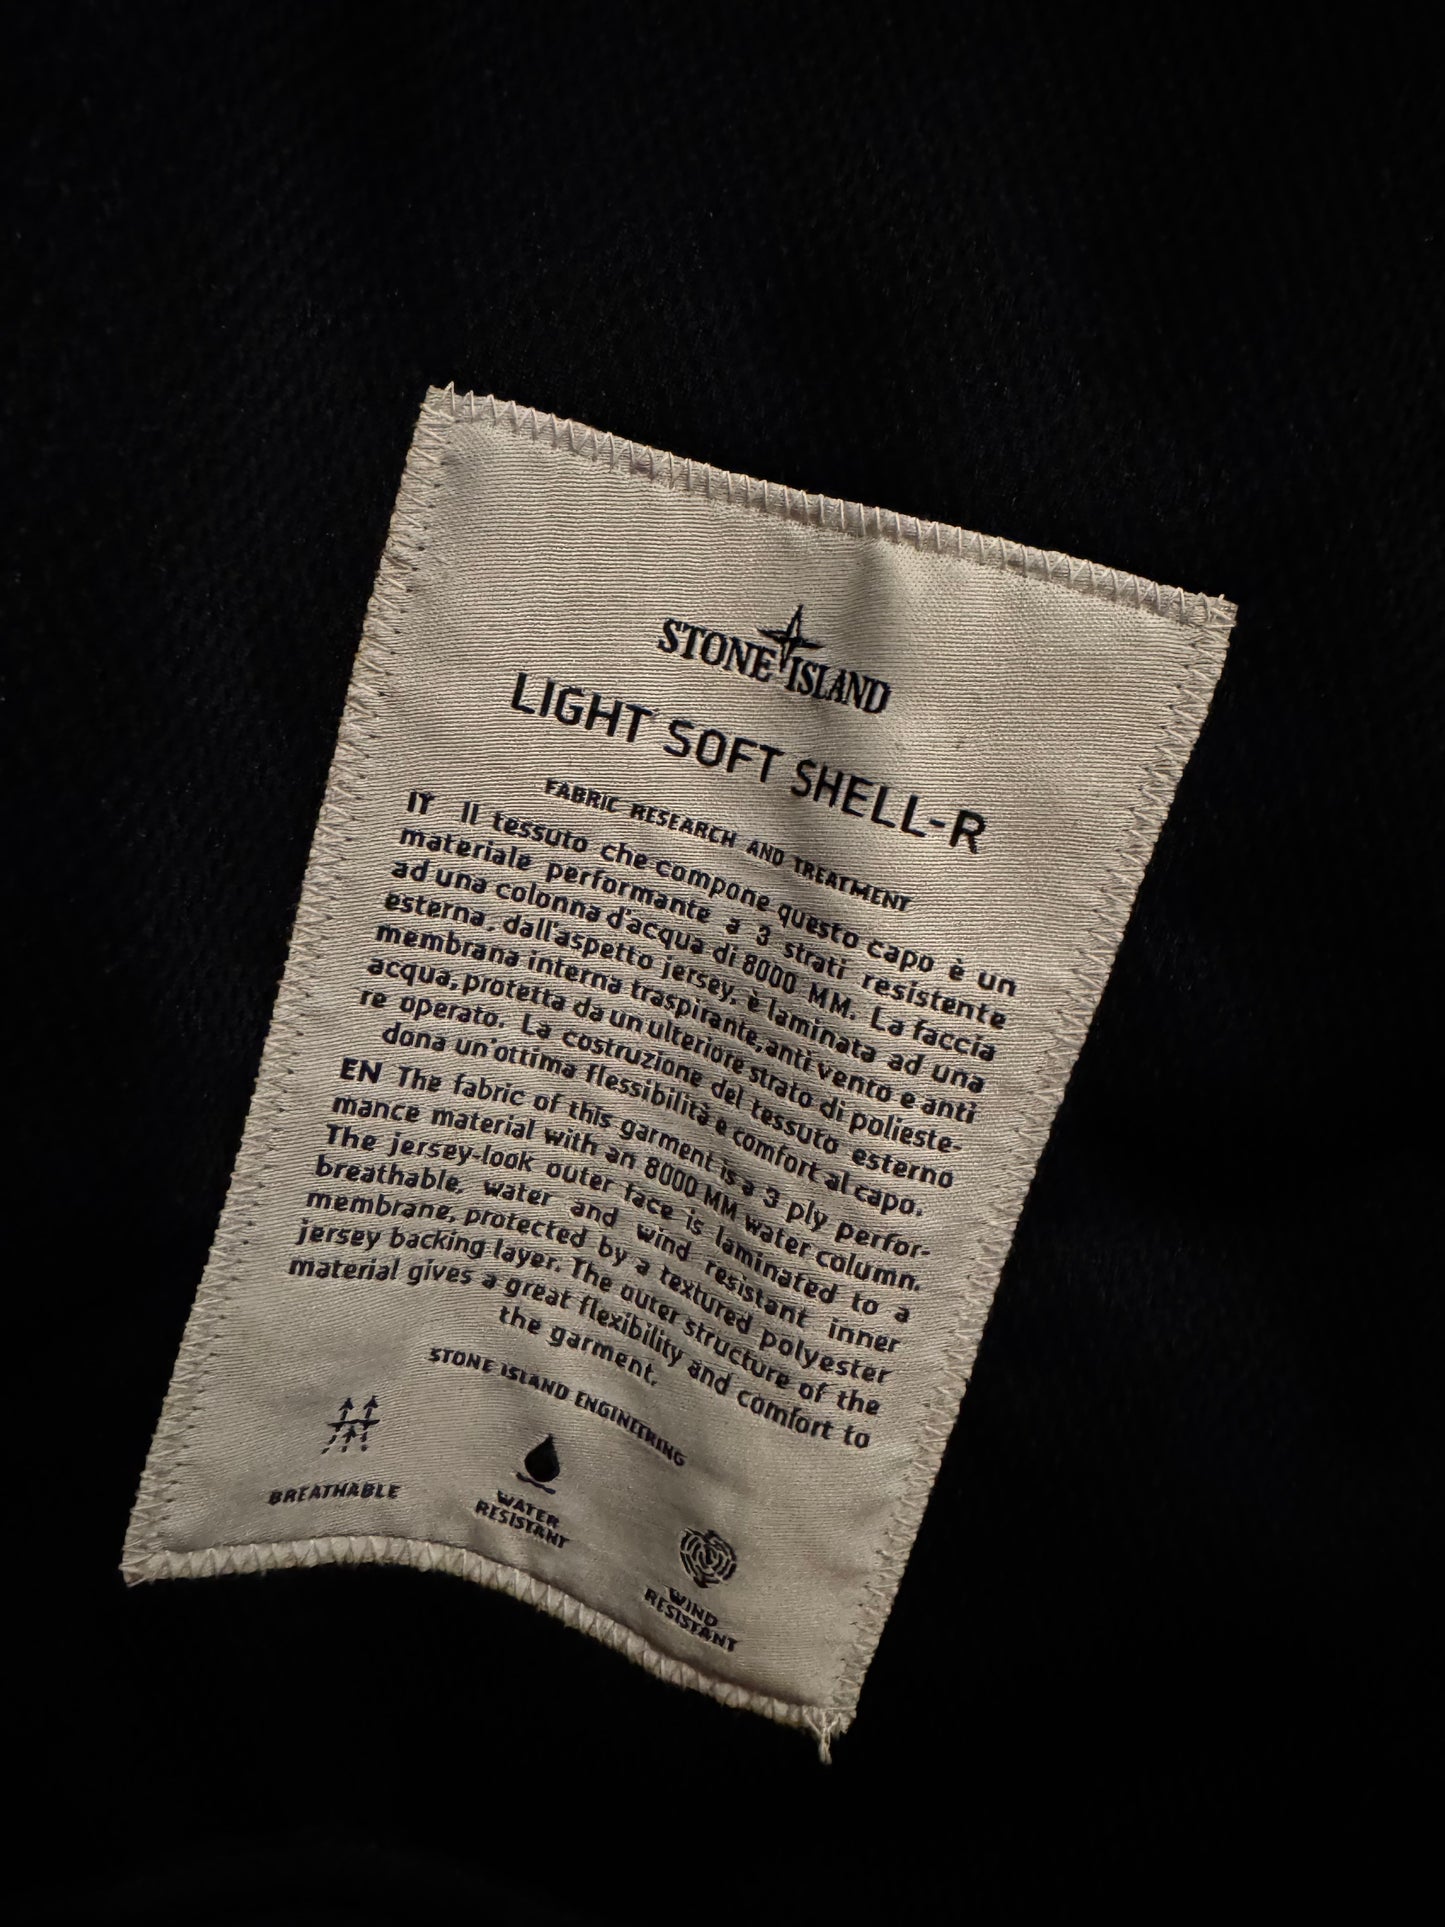 STONE ISLAND
LIGHT SOFT SHELL-R
FABRIC RESEARCH AND TREATMENT
IT Il tessuto che compone questo capo è un
materiale performante a 3 strati resistente
ad una colonna d'acqua di 8000 MM. La faccia
esterna, dall'aspetto jersey, è laminata ad una
membrana interna traspirante, anti vento e anti
acqua, protetta da un ulteriore strato di polieste-
re operato. La costruzione del tessuto esterno
dona un'ottima flessibilità e comfort al capo.
EN The fabric of this garment is a 3 ply perfor-
mance material with an 8000 MM water column.
The jersey-look outer face is laminated to a
breathable, water and wind resistant inner
membrane, protected by a textured polyester
jersey backing layer. The outer structure of the
material gives a great flexibility and comfort to
the garment.
STONE ISLAND ENGINEERING
BREATHABLE
WATER
RESISTANT
WIND
RESISTANT